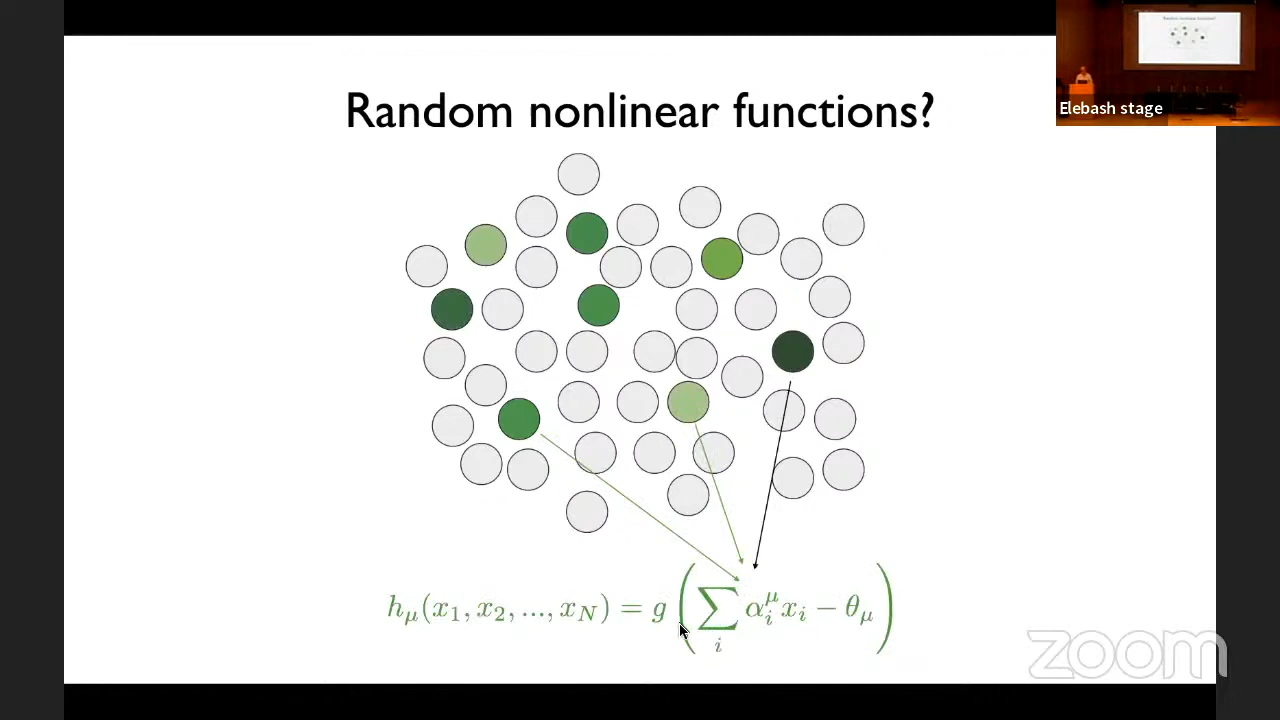 Random nonlinear functions?
Elebash stage
h_μ(x_1, x_2, ..., x_N) = g(∑_i α_i^μ x_i − θ_μ)
zoom